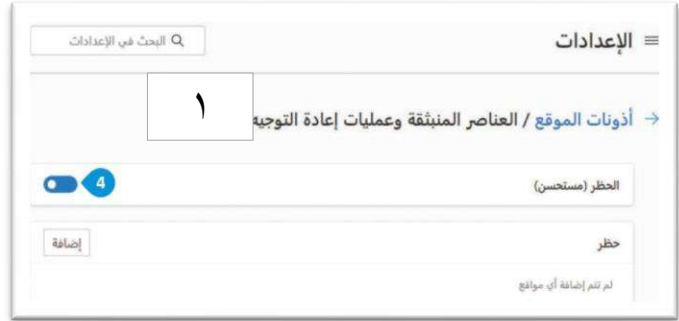 ≡ الإعدادات
البحث في الإعدادات
١
← أذونات الموقع / العناصر المنبثقة وعمليات إعادة التوجيه
الحظر (مستحسن)
4
حظر
إضافة
لم تتم إضافة أي مواقع